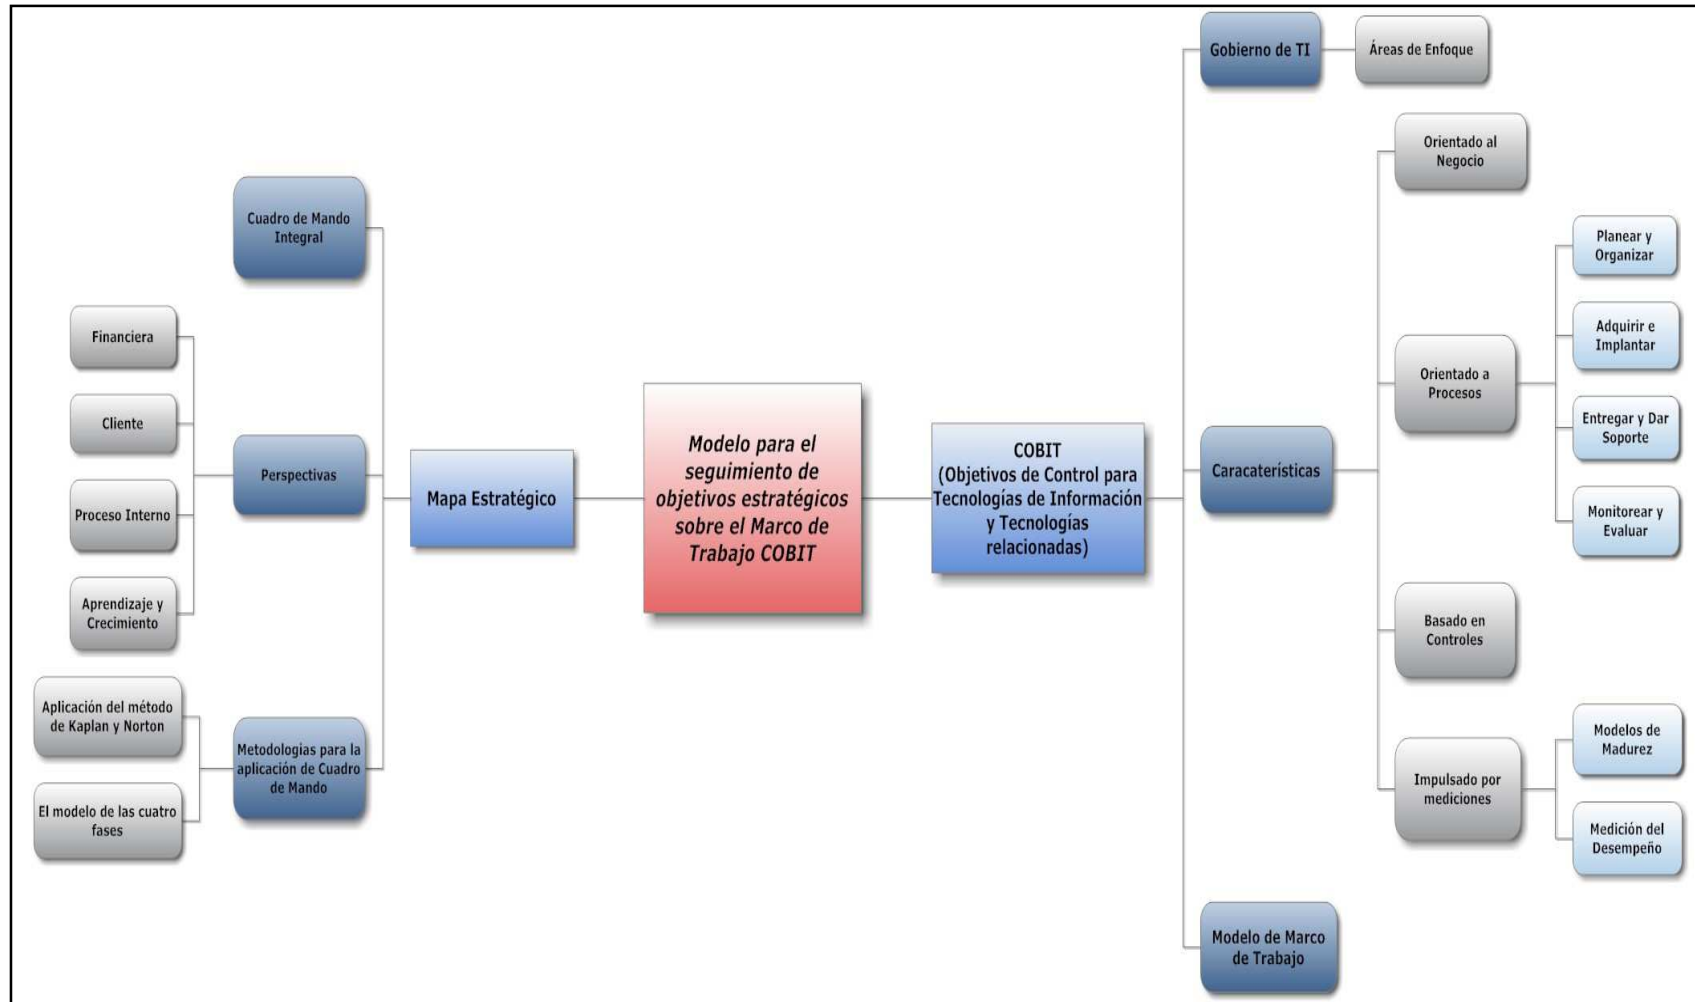 Cuadro de Mando
Integral
Financiera
Cliente
Proceso Interno
Aprendizaje y
Crecimiento
Perspectivas
Aplicación del método
de Kaplan y Norton
El modelo de las cuatro
fases
Metodologias para la
aplicación de Cuadro
de Mando
Mapa Estratégico
Modelo para el
seguimiento de
objetivos estratégicos
sobre el Marco de
Trabajo COBIT
COBIT
(Objetivos de Control para
Tecnologías de Información
y Tecnologías
relacionadas)
Gobierno de TI
Áreas de Enfoque
Caracaterísticas
Orientado al
Negocio
Orientado a
Procesos
Planear y
Organizar
Adquirir e
Implantar
Entregar y Dar
Soporte
Monitorear y
Evaluar
Basado en
Controles
Impulsado por
mediciones
Modelos de
Madurez
Medición del
Desempeño
Modelo de Marco
de Trabajo